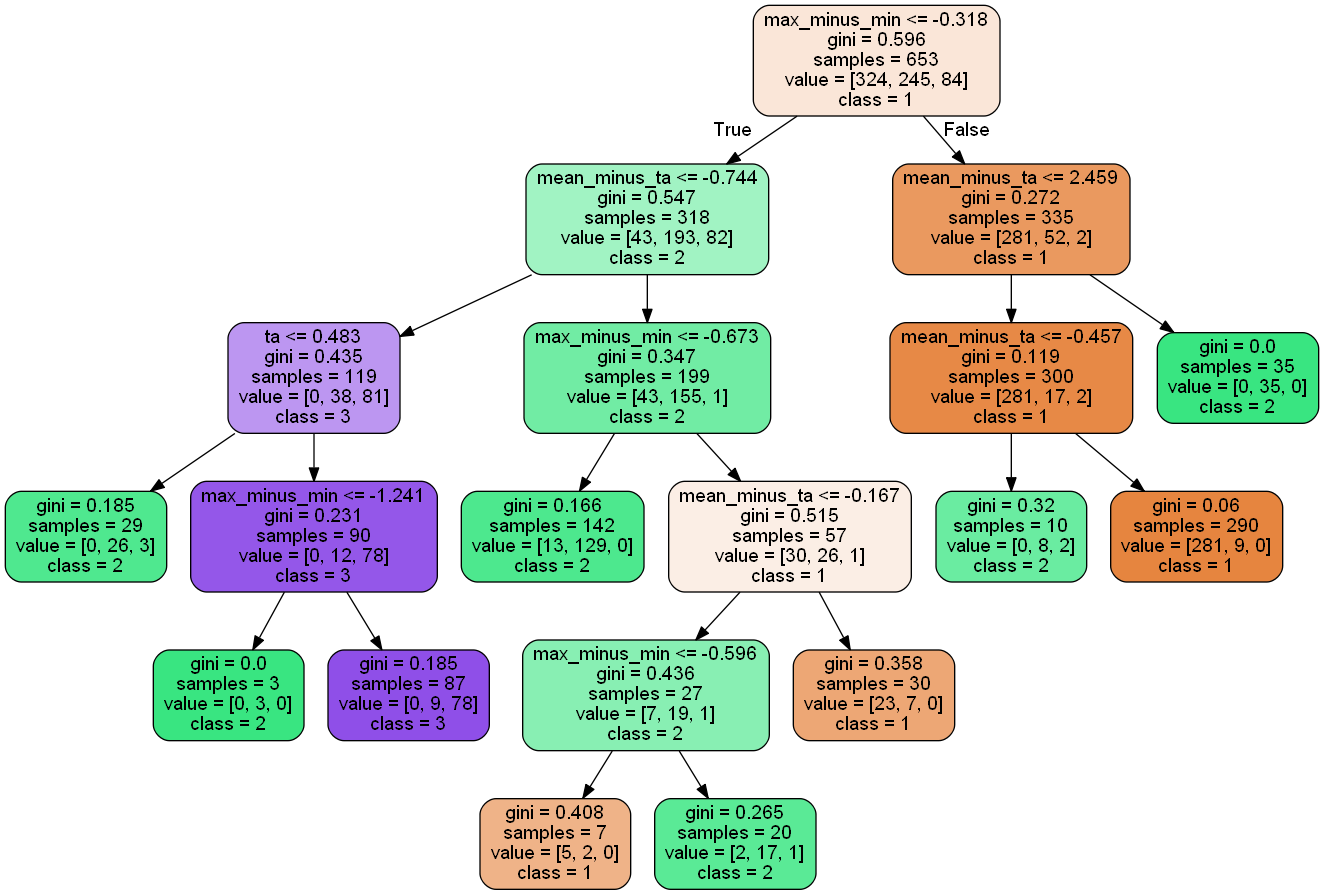 max_minus_min <= -0.318
gini = 0.596
samples = 653
value = [324, 245, 84]
class = 1
True
False
mean_minus_ta <= -0.744
gini = 0.547
samples = 318
value = [43, 193, 82]
class = 2
mean_minus_ta <= 2.459
gini = 0.272
samples = 335
value = [281, 52, 2]
class = 1
ta <= 0.483
gini = 0.435
samples = 119
value = [0, 38, 81]
class = 3
max_minus_min <= -0.673
gini = 0.347
samples = 199
value = [43, 155, 1]
class = 2
mean_minus_ta <= -0.457
gini = 0.119
samples = 300
value = [281, 17, 2]
class = 1
gini = 0.0
samples = 35
value = [0, 35, 0]
class = 2
gini = 0.185
samples = 29
value = [0, 26, 3]
class = 2
max_minus_min <= -1.241
gini = 0.231
samples = 90
value = [0, 12, 78]
class = 3
gini = 0.166
samples = 142
value = [13, 129, 0]
class = 2
mean_minus_ta <= -0.167
gini = 0.515
samples = 57
value = [30, 26, 1]
class = 1
gini = 0.32
samples = 10
value = [0, 8, 2]
class = 2
gini = 0.06
samples = 290
value = [281, 9, 0]
class = 1
gini = 0.0
samples = 3
value = [0, 3, 0]
class = 2
gini = 0.185
samples = 87
value = [0, 9, 78]
class = 3
max_minus_min <= -0.596
gini = 0.436
samples = 27
value = [7, 19, 1]
class = 2
gini = 0.358
samples = 30
value = [23, 7, 0]
class = 1
gini = 0.408
samples = 7
value = [5, 2, 0]
class = 1
gini = 0.265
samples = 20
value = [2, 17, 1]
class = 2